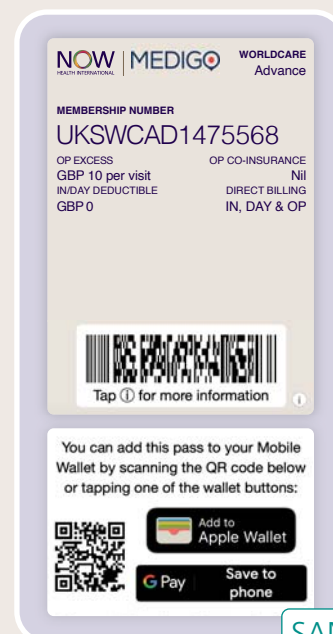 NOW | MEDIGO
HEALTH INTERNATIONAL
WORLDCARE
Advance
MEMBERSHIP NUMBER
UKSWCAD1475568
OP EXCESS OP CO-INSURANCE
GBP 10 per visit Nil
IN/DAY DEDUCTIBLE DIRECT BILLING
GBP 0 IN, DAY & OP
Tap ⓘ for more information
You can add this pass to your Mobile
Wallet by scanning the QR code below
or tapping one of the wallet buttons:
Add to
Apple Wallet
G Pay
Save to
phone